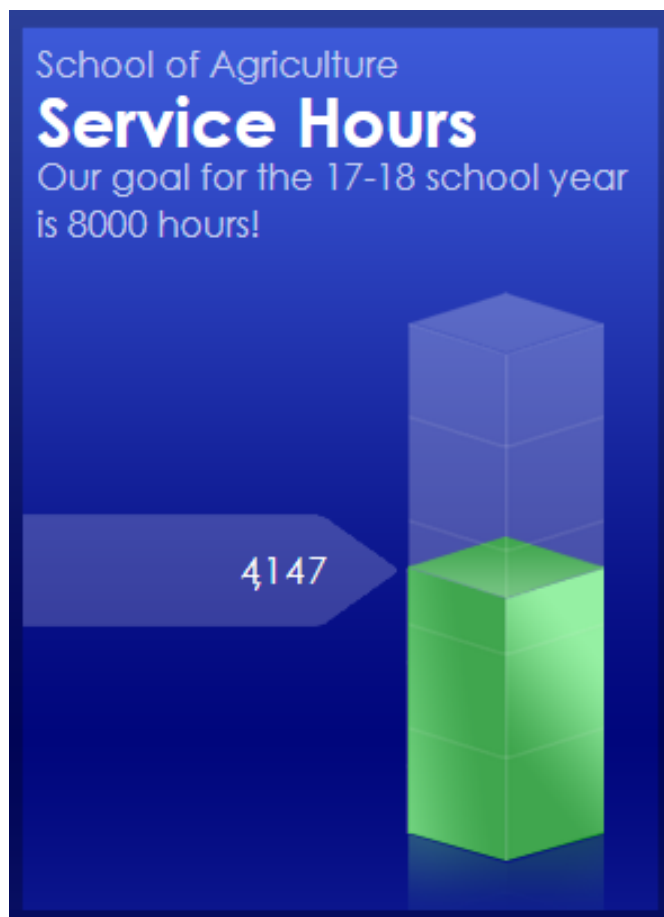 School of Agriculture
Service Hours
Our goal for the 17-18 school year
is 8000 hours!
4,147